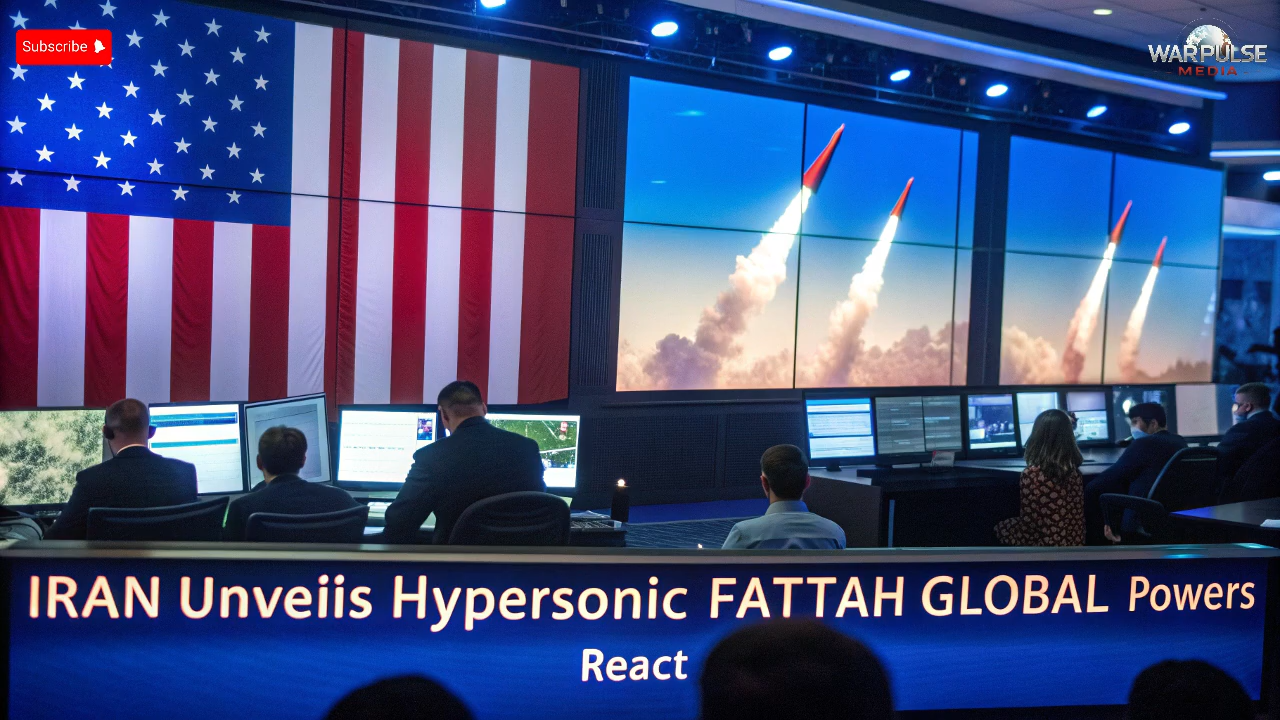 Subscribe
WARPULSE
MEDIA
IRAN Unveiis Hypersonic FATTAH GLOBAL Powers
React